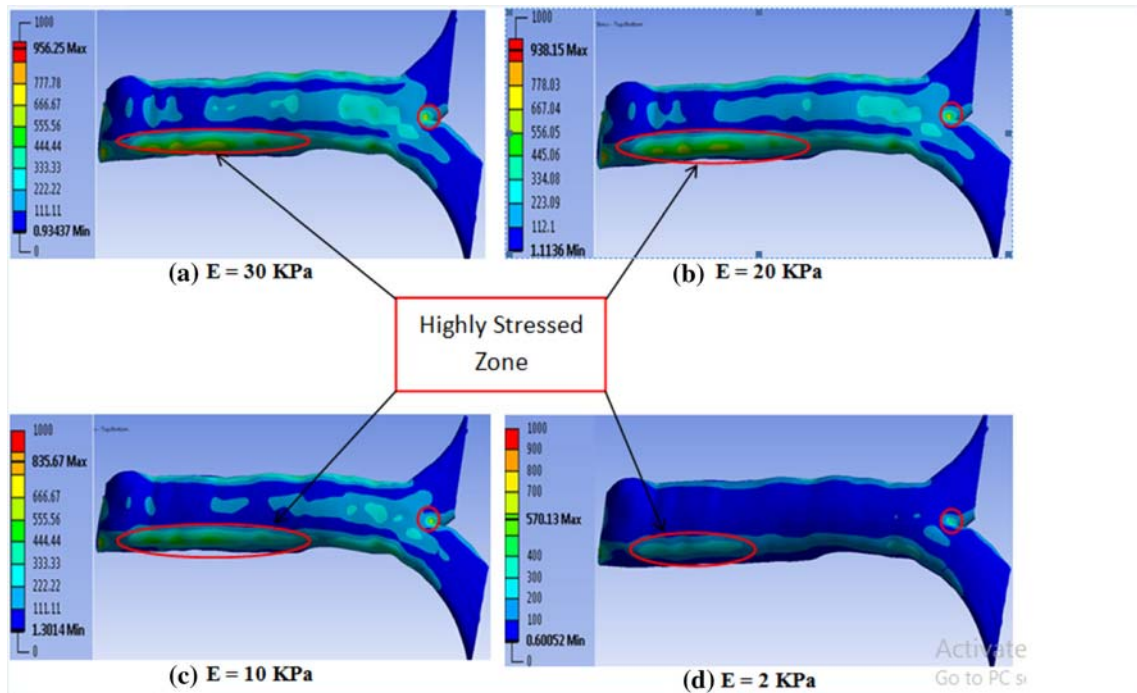 1000
956.25 Max
777.78
666.67
555.56
444.44
333.33
222.22
111.11
0.93437 Min
0
(a) E = 30 KPa
1000
938.15 Max
778.03
667.04
556.05
445.06
334.08
223.09
112.1
1.1136 Min
0
(b) E = 20 KPa
Highly Stressed
Zone
1000
835.67 Max
666.67
555.56
444.44
333.33
222.22
111.11
1.3014 Min
0
(c) E = 10 KPa
1000
900
800
700
570.13 Max
400
300
200
100
0.60052 Min
0
(d) E = 2 KPa
Activate
Go to PC s